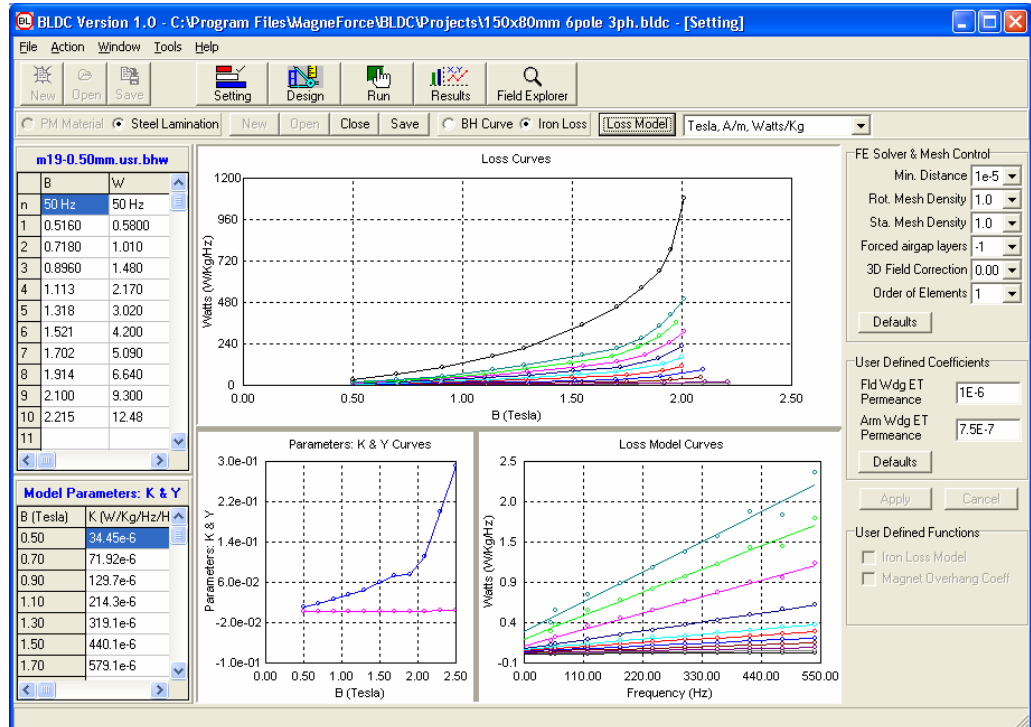 BLDC Version 1.0 - C:\Program Files\MagneForce\BLDC\Projects\150x80mm 6pole 3ph.bldc - [Setting]
File Action Window Tools Help
New Open Save Setting Design Run Results Field Explorer
PM Material Steel Lamination New Open Close Save BH Curve Iron Loss Loss Model Tesla, A/m, Watts/Kg
m19-0.50mm.usr.bhw
B W
n 50 Hz 50 Hz
1 0.5160 0.5800
2 0.7180 1.010
3 0.8960 1.480
4 1.113 2.170
5 1.318 3.020
6 1.521 4.200
7 1.702 5.090
8 1.914 6.640
9 2.100 9.300
10 2.215 12.48
11
Model Parameters: K & Y
B (Tesla) K (W/Kg/Hz/H
0.50 34.45e-6
0.70 71.92e-6
0.90 129.7e-6
1.10 214.3e-6
1.30 319.1e-6
1.50 440.1e-6
1.70 579.1e-6
Loss Curves
Watts (W/Kg/Hz)
1200
960
720
480
240
0
0.00 0.50 1.00 1.50 2.00 2.50
B (Tesla)
Parameters: K & Y Curves
Parameters: K & Y
3.0e-01
2.2e-01
1.4e-01
6.0e-02
-2.0e-02
-1.0e-01
0.00 0.50 1.00 1.50 2.00 2.50
B (Tesla)
Loss Model Curves
Watts (W/Kg/Hz)
2.5
2.0
1.5
0.9
0.4
-0.1
0.00 110.00 220.00 330.00 440.00 550.00
Frequency (Hz)
FE Solver & Mesh Control
Min. Distance 1e-5
Rot. Mesh Density 1.0
Sta. Mesh Density 1.0
Forced airgap layers -1
3D Field Correction 0.00
Order of Elements 1
Defaults
User Defined Coefficients
Fld Wdg ET Permeance 1E-6
Arm Wdg ET Permeance 7.5E-7
Defaults
Apply Cancel
User Defined Functions
Iron Loss Model
Magnet Overhang Coeff